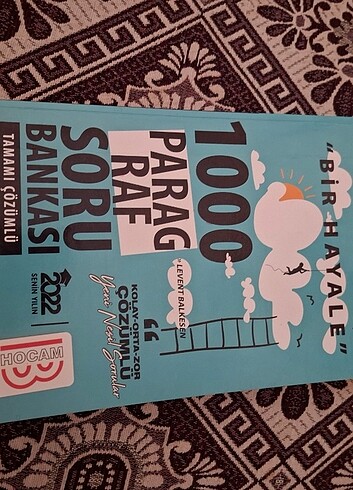 "BİR HAYALE"
1000
PARAG
RAF
SORU
BANKASI
TAMAMI ÇÖZÜMLÜ
LEVENT BALKESEN
"
KOLAY-ORTA-ZOR
ÇÖZÜMLÜ
Yeni Nesil Sorular
2022
SENİN YILIN
HOCAM
B